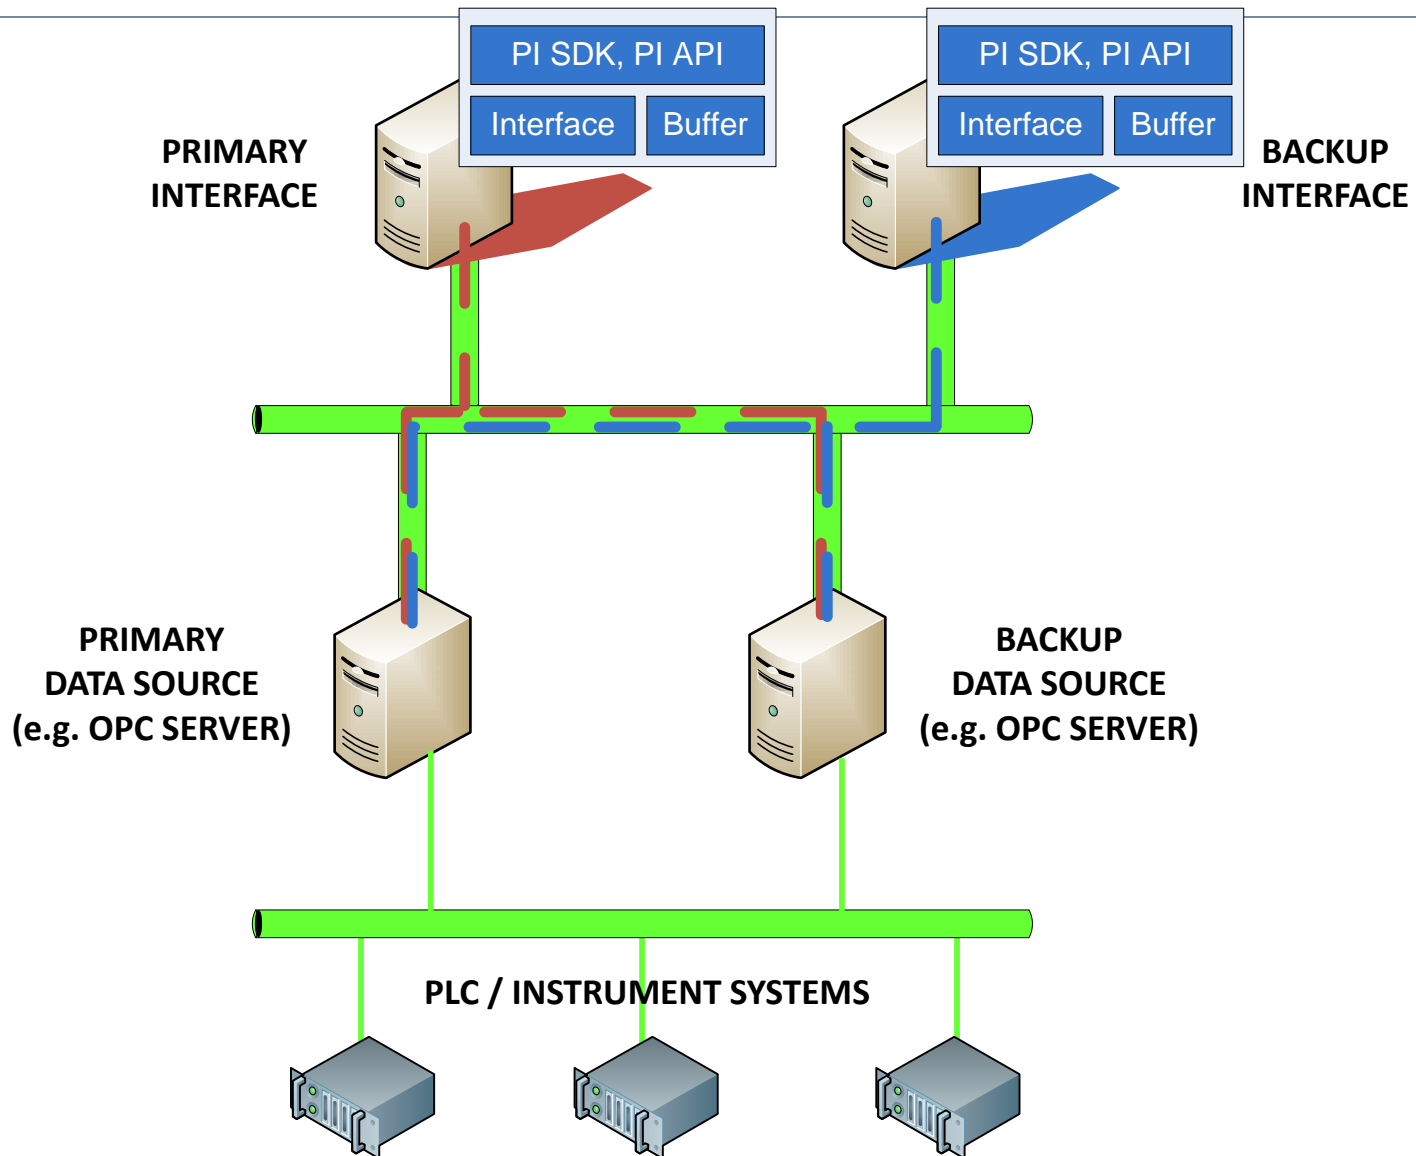 PI SDK, PI API
Interface
Buffer
PI SDK, PI API
Interface
Buffer
PRIMARY
INTERFACE
BACKUP
INTERFACE
PRIMARY
DATA SOURCE
(e.g. OPC SERVER)
BACKUP
DATA SOURCE
(e.g. OPC SERVER)
PLC / INSTRUMENT SYSTEMS